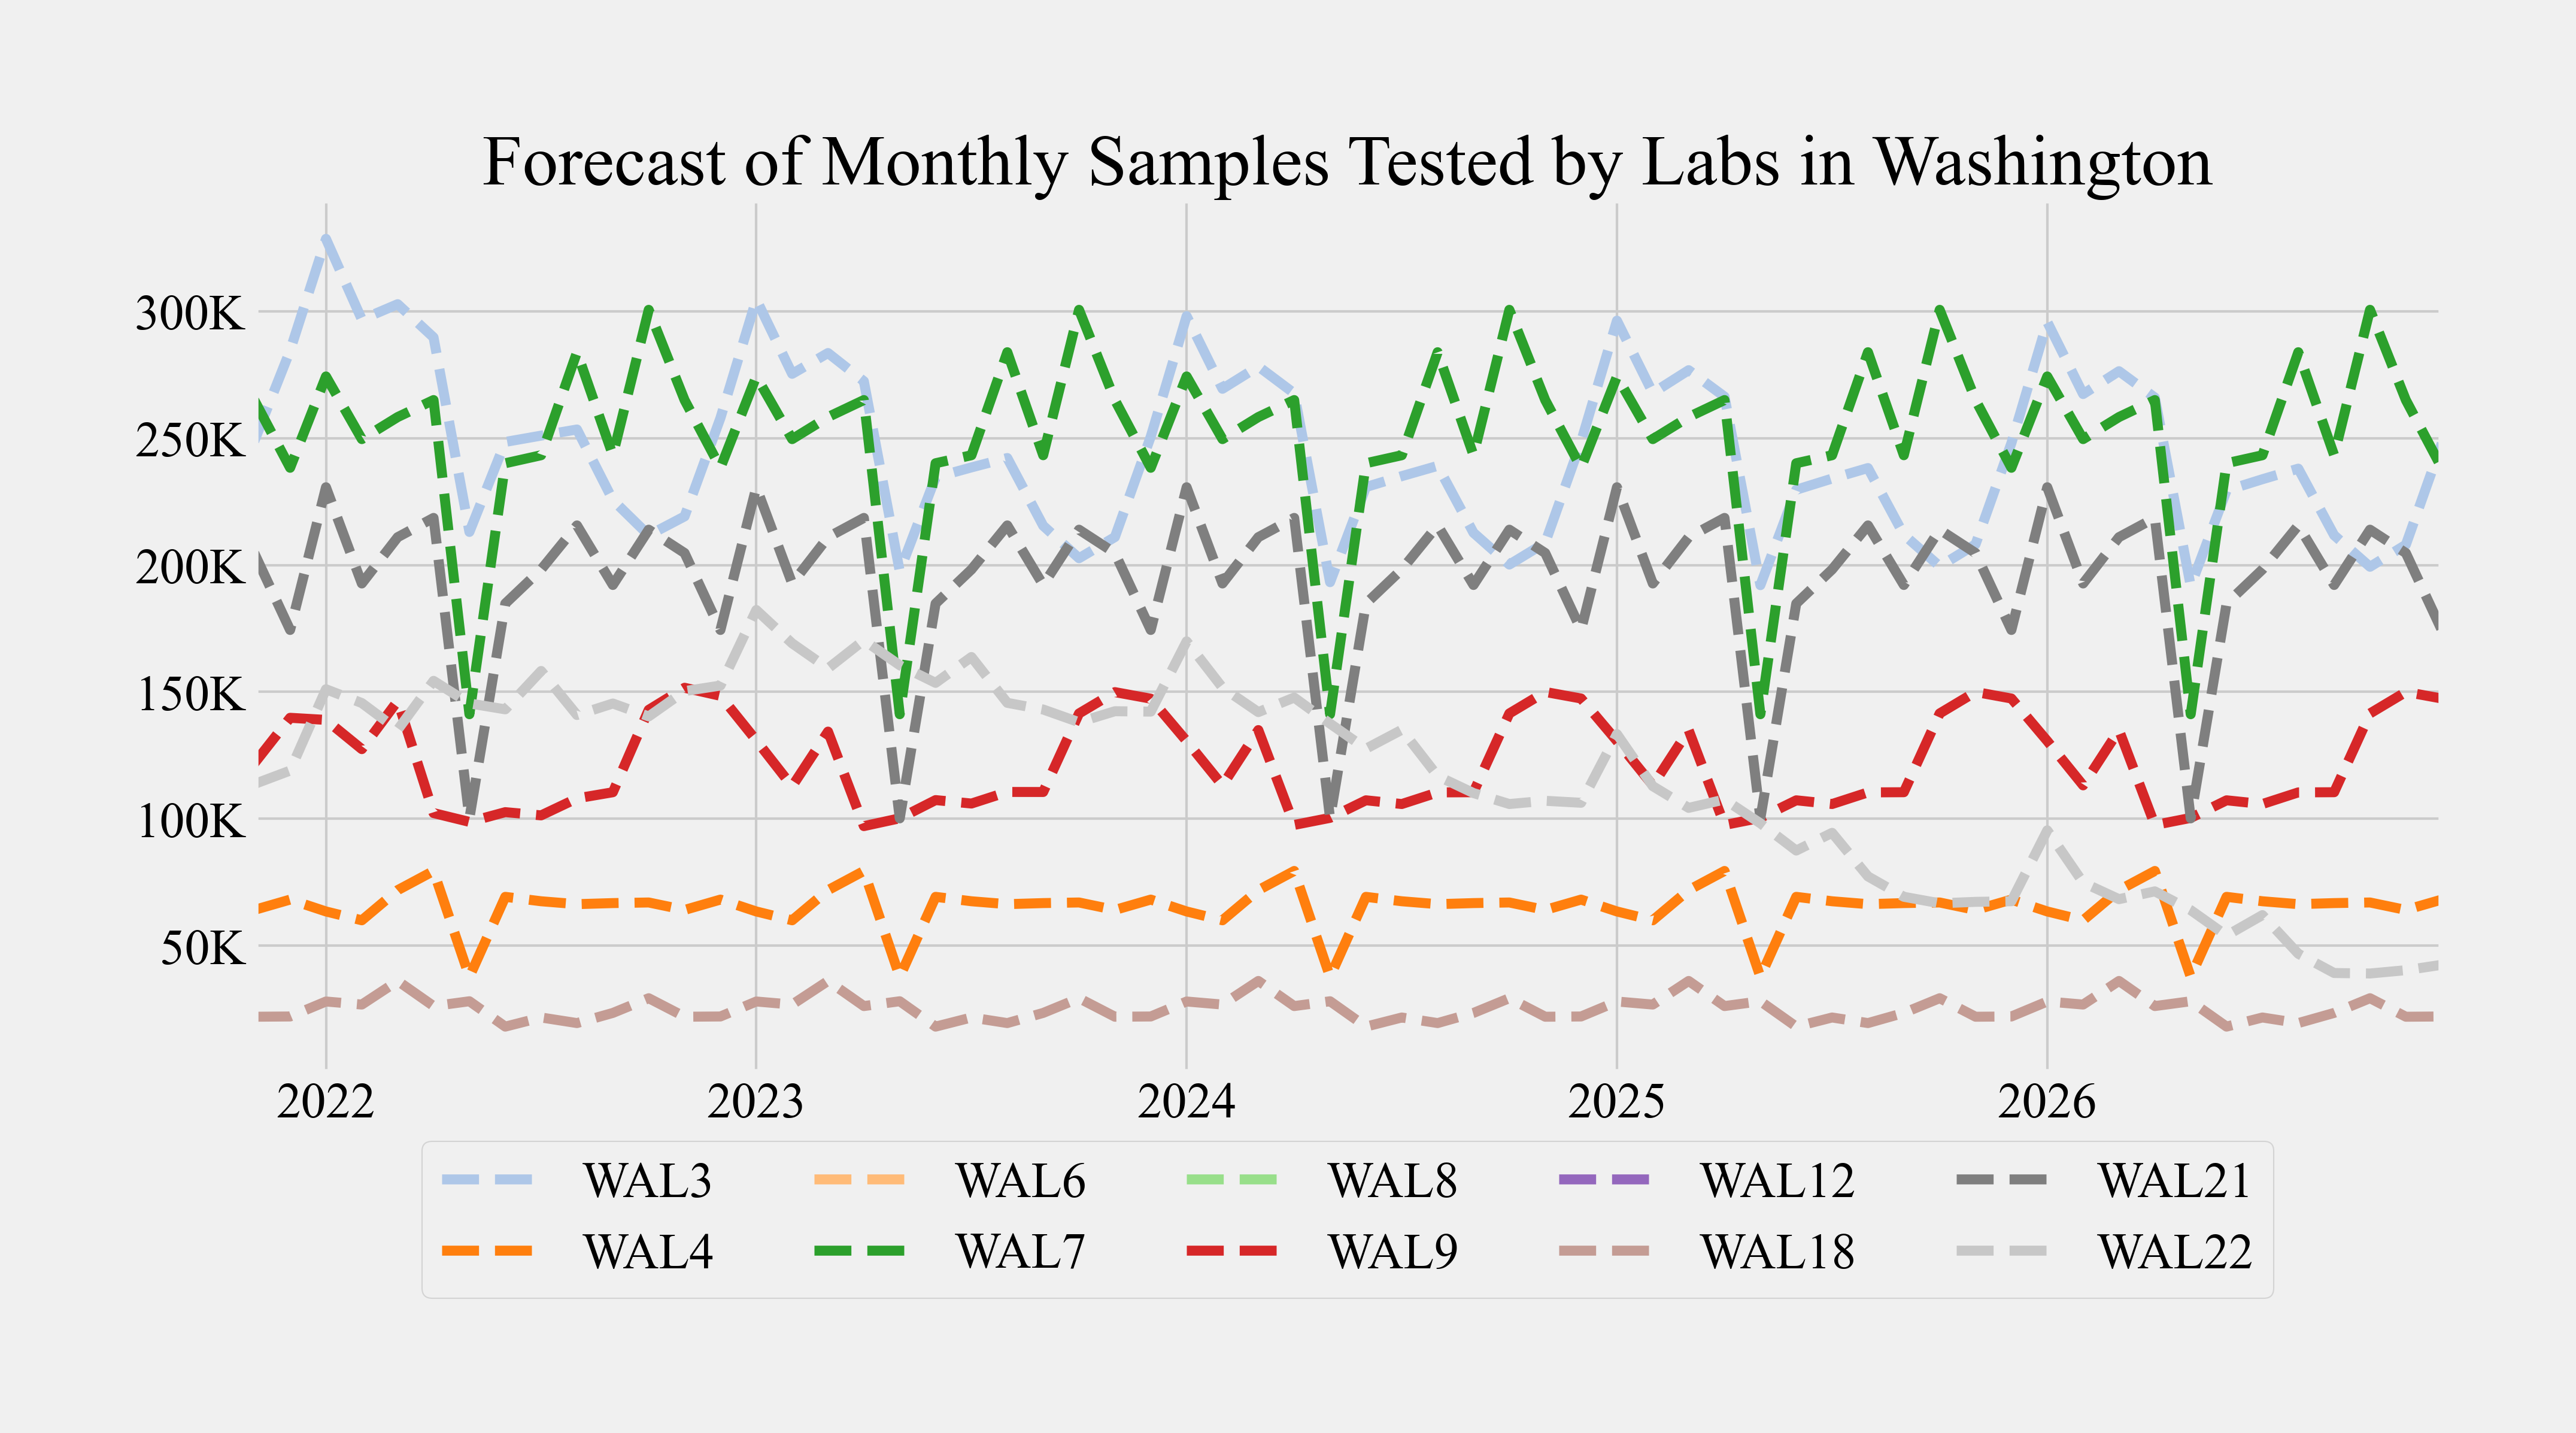 Forecast of Monthly Samples Tested by Labs in Washington
300K
250K
200K
150K
100K
50K
2022 2023 2024 2025 2026
WAL3 WAL6 WAL8 WAL12 WAL21
WAL4 WAL7 WAL9 WAL18 WAL22